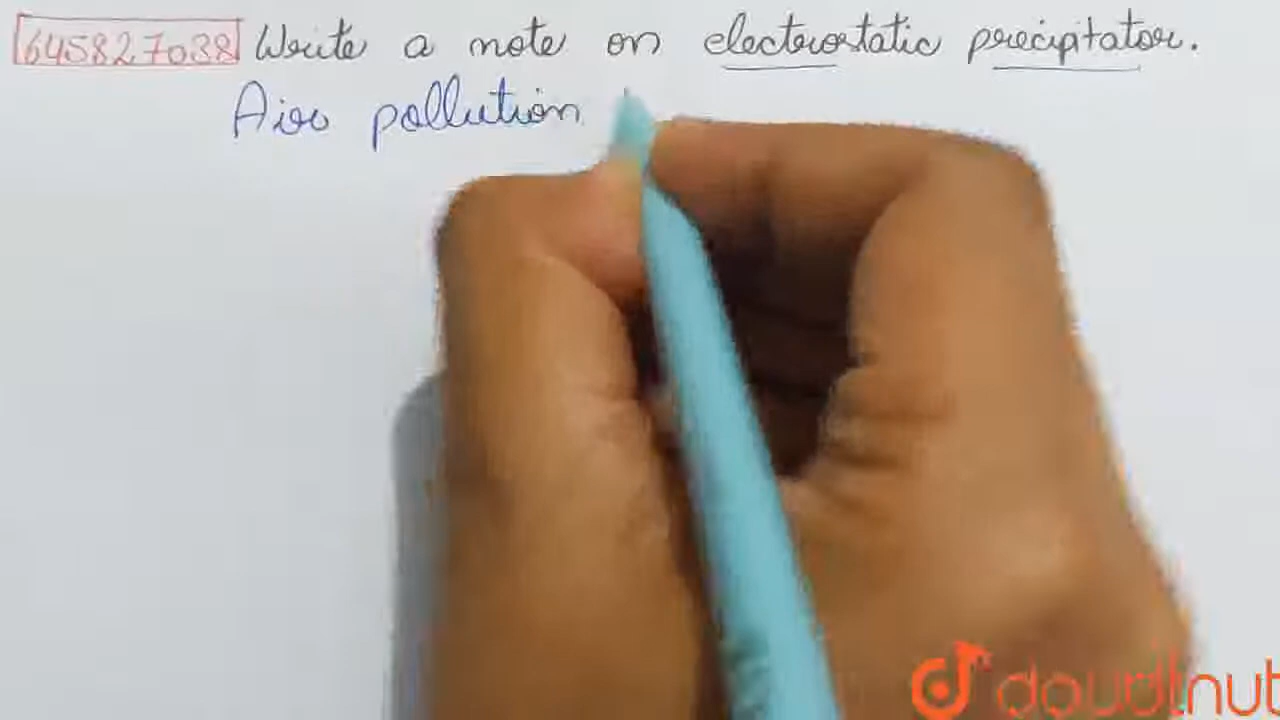 645827038 Write a note on electrostatic precipitator.
Air pollution
doubtnut